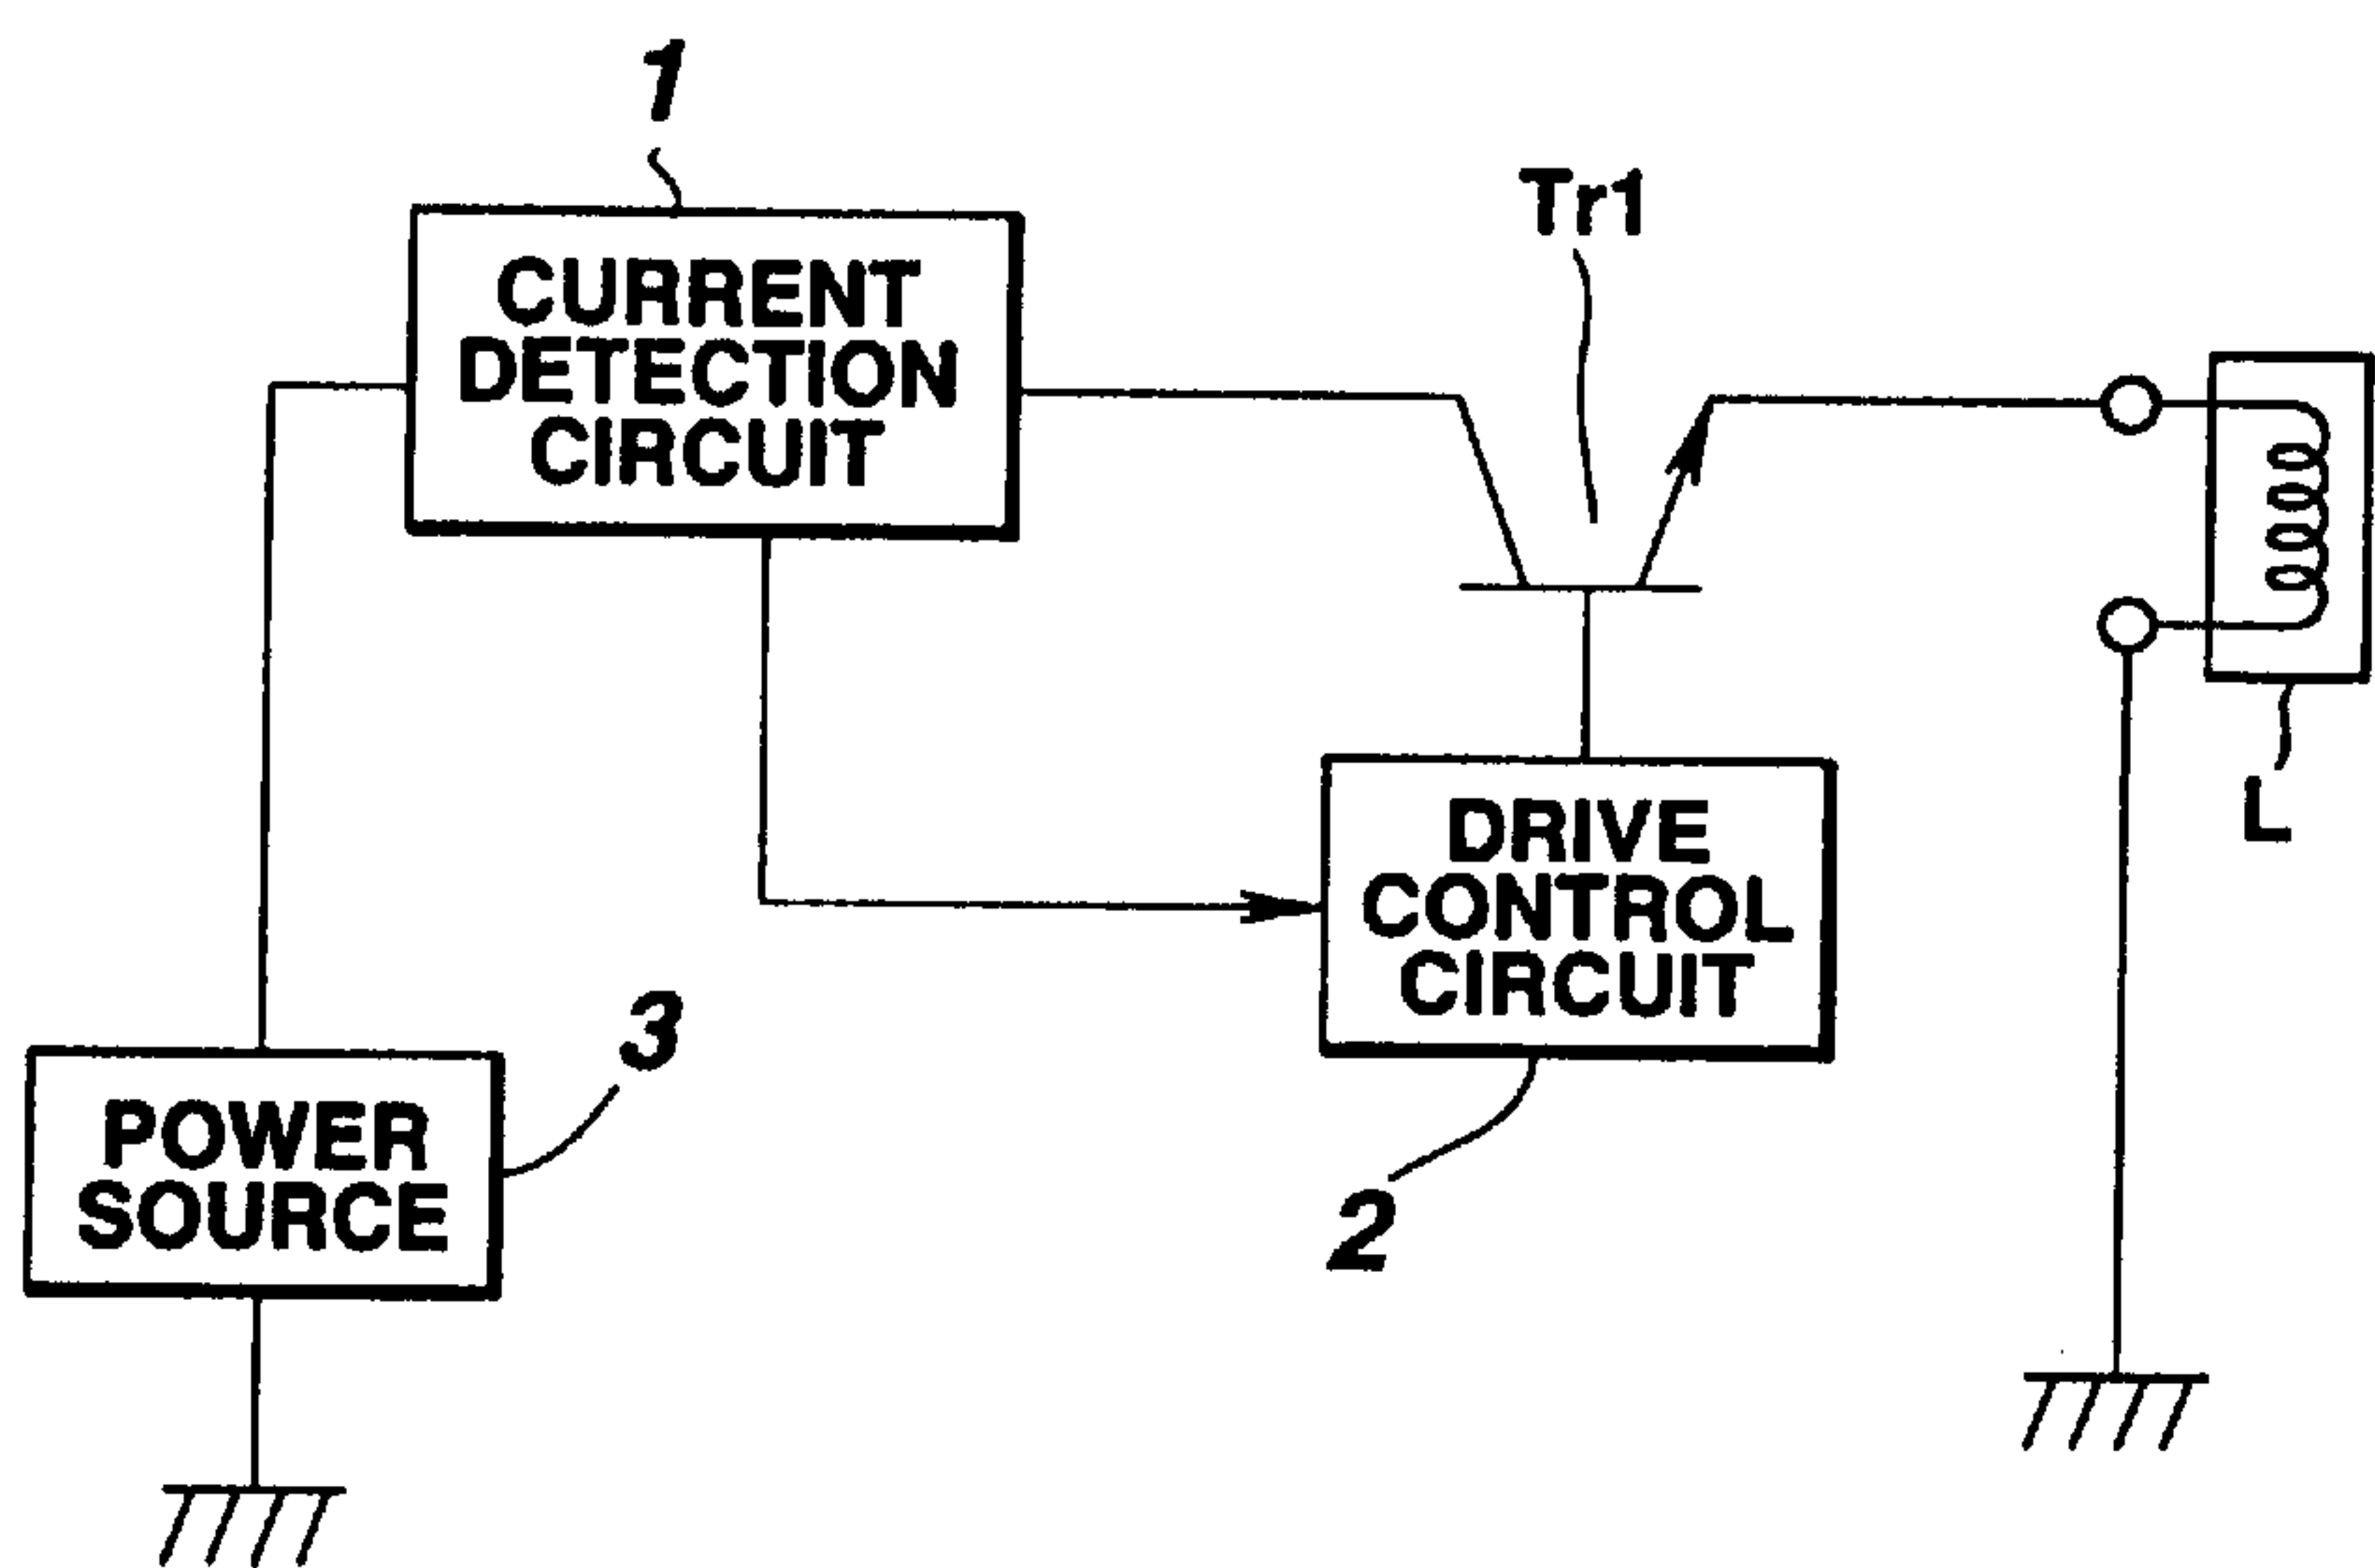 1
Tr1
CURRENT
DETECTION
CIRCUIT
L
DRIVE
CONTROL
CIRCUIT
3
POWER
SOURCE
2